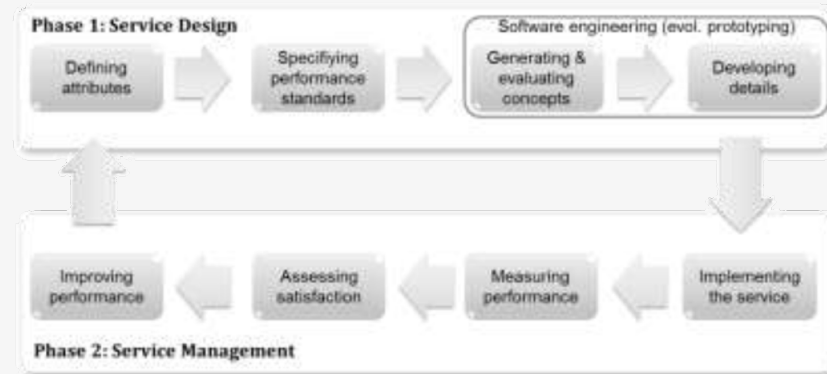 Phase 1: Service Design
Software engineering (evol. prototyping)
Defining
attributes
Specifiying
performance
standards
Generating &
evaluating
concepts
Developing
details
Improving
performance
Assessing
satisfaction
Measuring
performance
Implementing
the service
Phase 2: Service Management